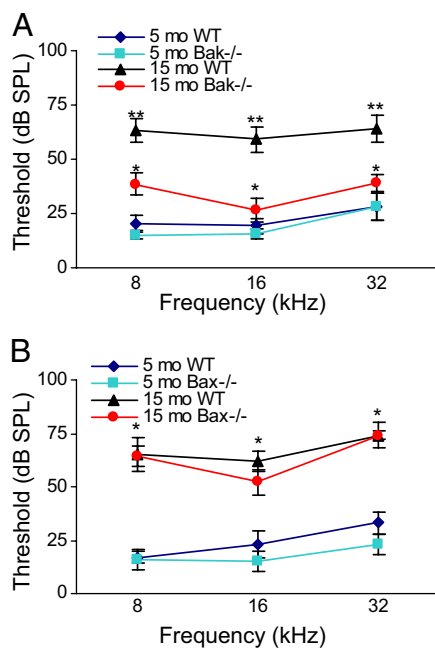 A
Threshold (dB SPL)
100
75
50
25
0
5 mo WT
5 mo Bak-/-
15 mo WT
15 mo Bak-/-
** ** **
* * *
8 16 32
Frequency (kHz)
B
Threshold (dB SPL)
100
75
50
25
0
5 mo WT
5 mo Bax-/-
15 mo WT
15 mo Bax-/-
* * *
8 16 32
Frequency (kHz)